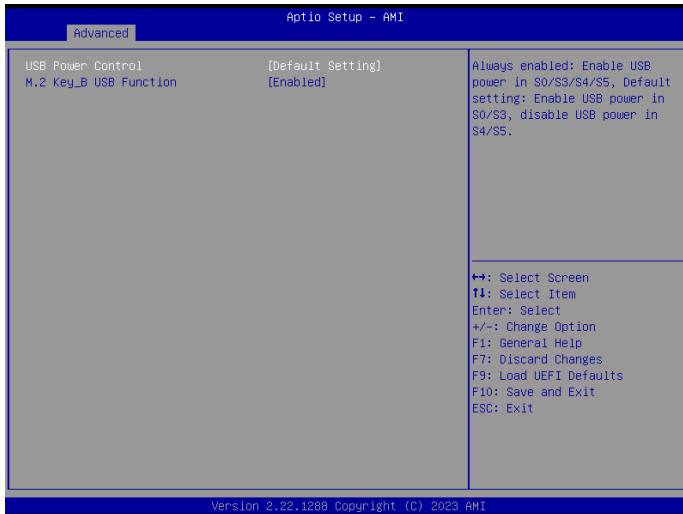 Aptio Setup - AMI
Advanced
USB Power Control [Default Setting]
M.2 Key_B USB Function [Enabled]
Always enabled: Enable USB
power in S0/S3/S4/S5, Default
setting: Enable USB power in
S0/S3, disable USB power in
S4/S5.
↔: Select Screen
↑↓: Select Item
Enter: Select
+/-: Change Option
F1: General Help
F7: Discard Changes
F9: Load UEFI Defaults
F10: Save and Exit
ESC: Exit
Version 2.22.1288 Copyright (C) 2023 AMI